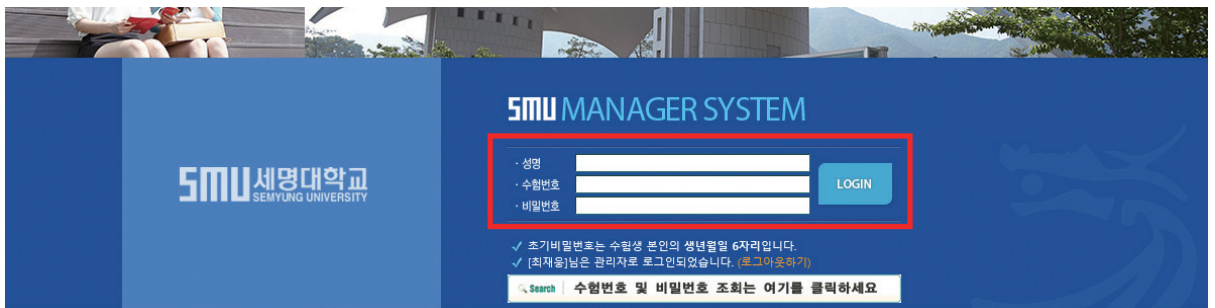 SMU MANAGER SYSTEM
· 성명
· 수험번호
· 비밀번호
LOGIN
SMU 세명대학교
SEMYUNG UNIVERSITY
✓ 초기비밀번호는 수험생 본인의 생년월일 6자리입니다.
✓ [최재웅]님은 관리자로 로그인되었습니다. (로그아웃하기)
Search 수험번호 및 비밀번호 조회는 여기를 클릭하세요